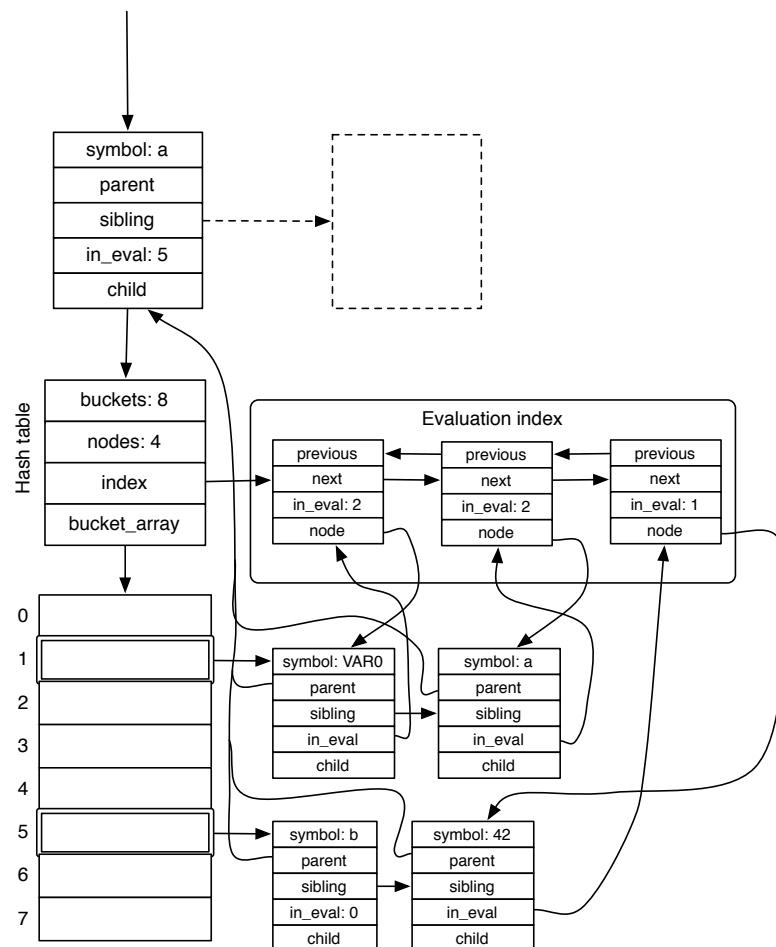 symbol: a
parent
sibling
in_eval: 5
child
Hash table
buckets: 8
nodes: 4
index
bucket_array
Evaluation index
previous
next
in_eval: 2
node
previous
next
in_eval: 2
node
previous
next
in_eval: 1
node
0
1
2
3
4
5
6
7
symbol: VAR0
parent
sibling
in_eval
child
symbol: a
parent
sibling
in_eval
child
symbol: b
parent
sibling
in_eval: 0
child
symbol: 42
parent
sibling
in_eval
child